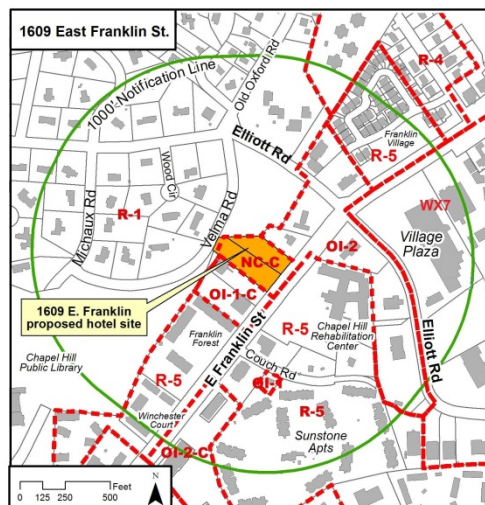 1609 East Franklin St.
1000' Notification Line
Old Oxford Rd
R-4
Elliott Rd
Franklin
Village
R-5
Wood Cir
Michaux Rd
R-1
Velma Rd
WX7
Village
Plaza
OI-2
NC-C
1609 E. Franklin
proposed hotel site
OI-1-C
Franklin
Forest
E Franklin St
R-5
Chapel Hill
Rehabilitation
Center
Elliott Rd
Chapel Hill
Public Library
R-5
Couch Rd
R-5
Sunstone
Apts
Winchester
Court
OI-2-C
Feet
0 125 250 500
N